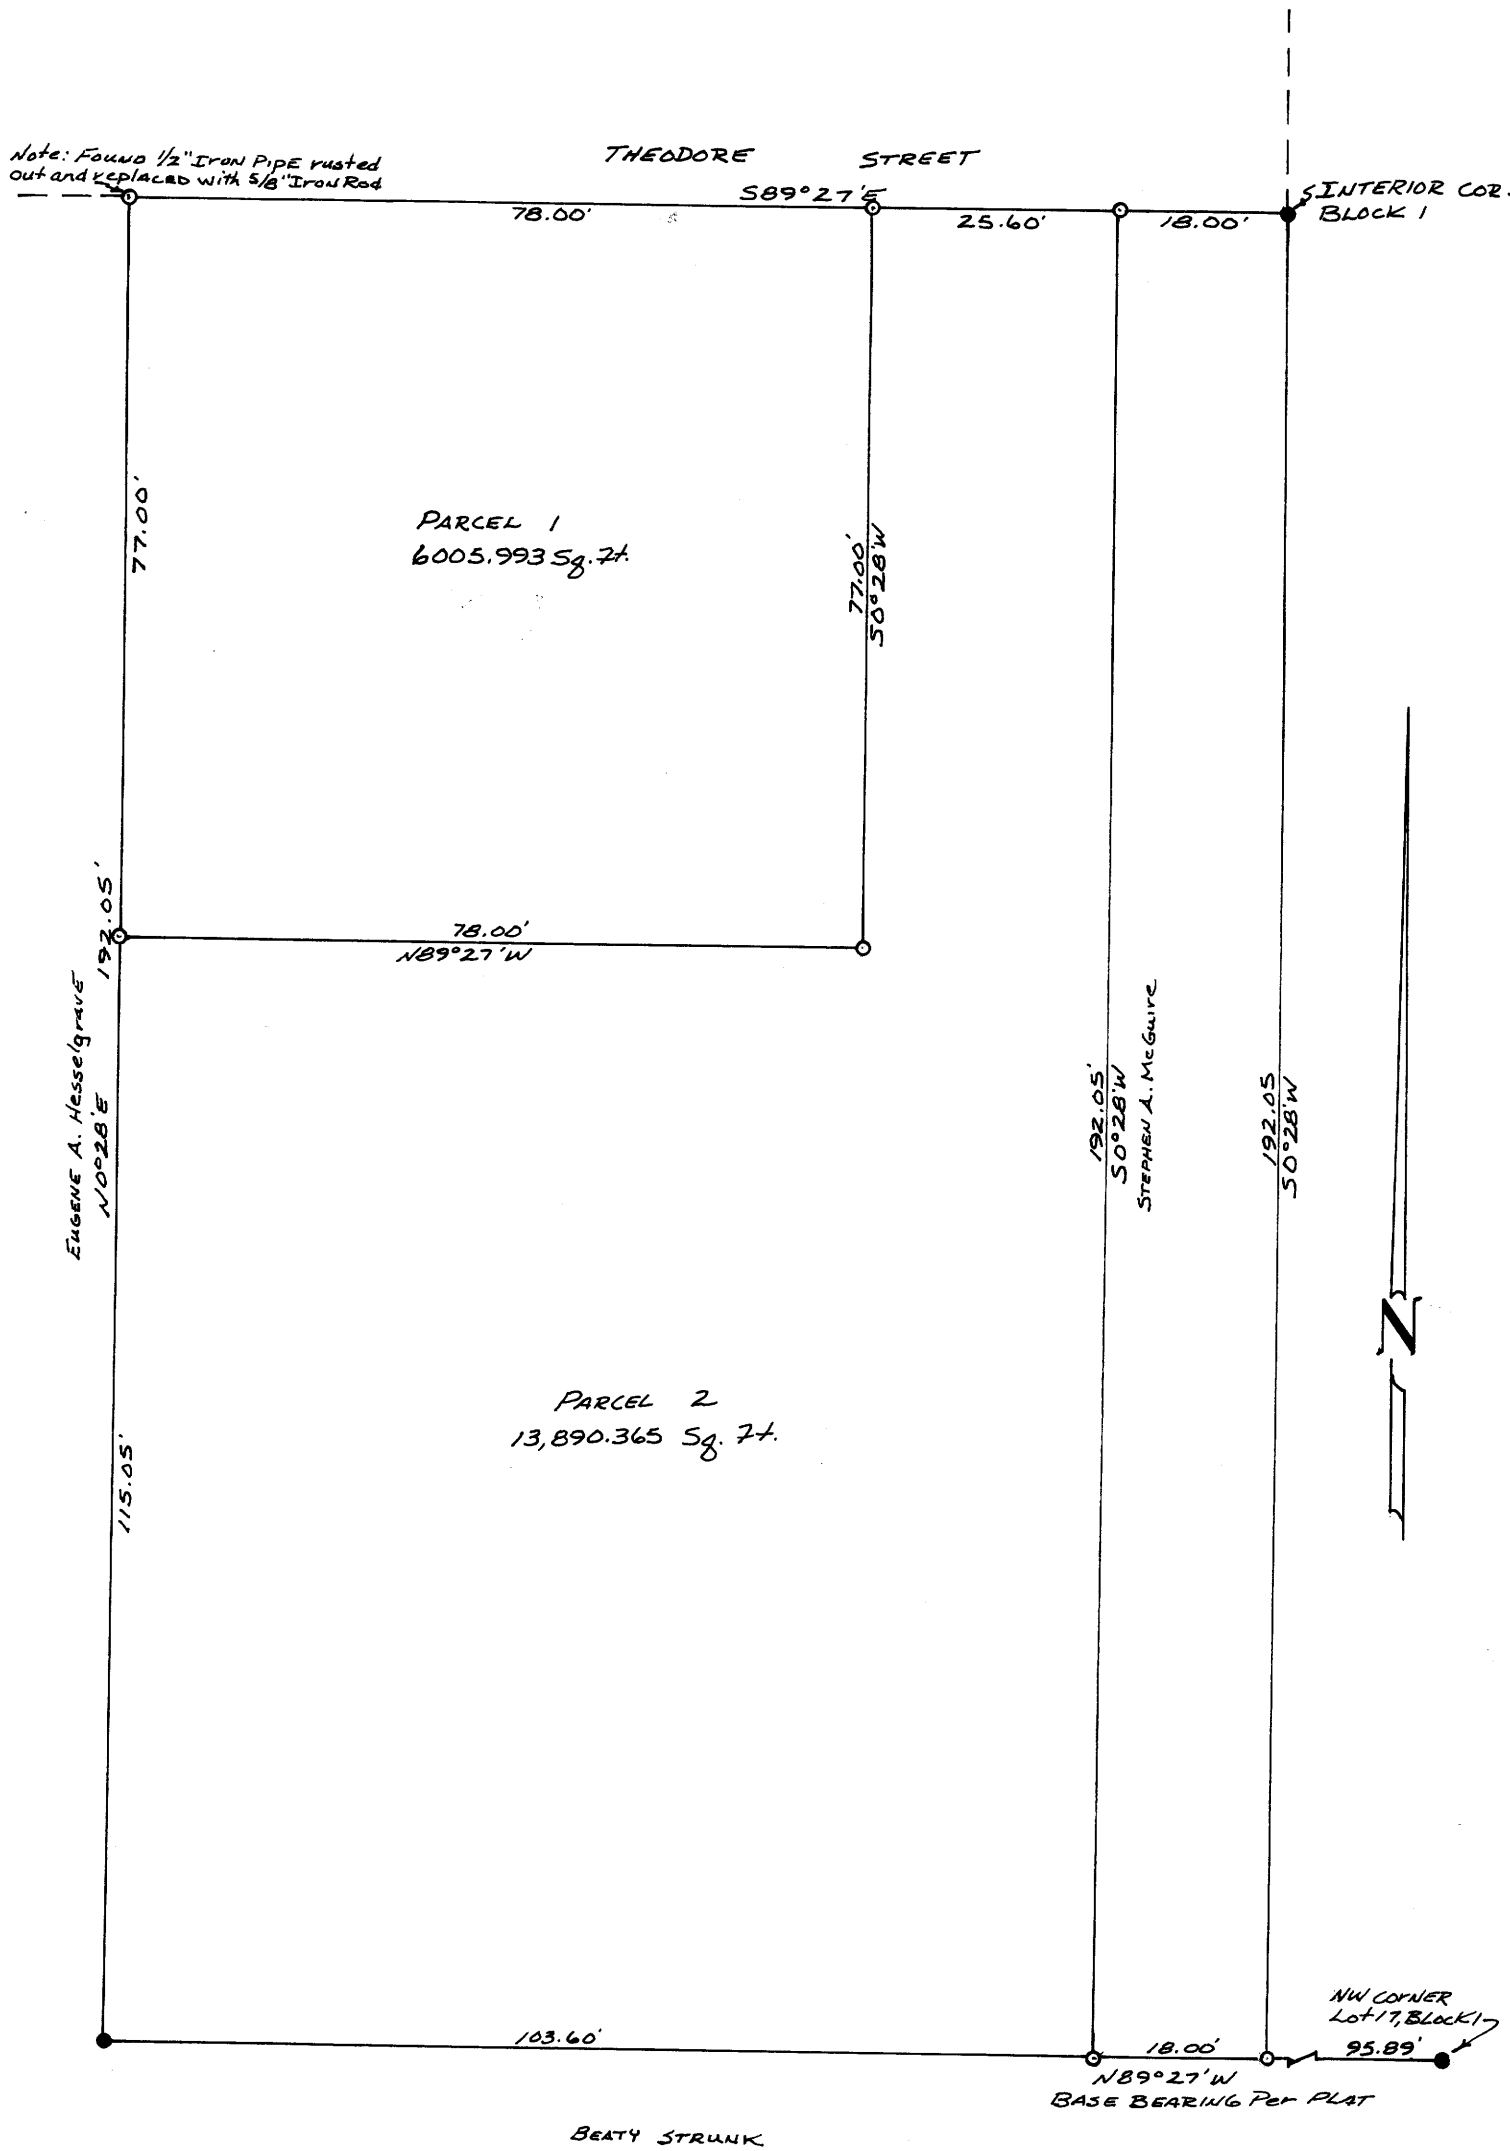 Note: Found 1/2" Iron Pipe rusted
out and replaced with 5/8" Iron Rod
THEODORE STREET
S89°27'E
78.00'
25.60'
18.00'
INTERIOR COR.
BLOCK 1
77.00'
PARCEL 1
6005.993 Sq. Ft.
77.00'
S0°28'W
192.05'
78.00'
N89°27'W
EUGENE A. Hesselgrave
N0°28'E
192.05'
S0°28'W
STEPHEN A. McGuire
192.05
S0°28'W
N
PARCEL 2
13,890.365 Sq. Ft.
115.05'
NW CORNER
Lot 17, BLOCK 1
103.60'
18.00'
95.89'
N89°27'W
BASE BEARING Per PLAT
BEATY STRUNK